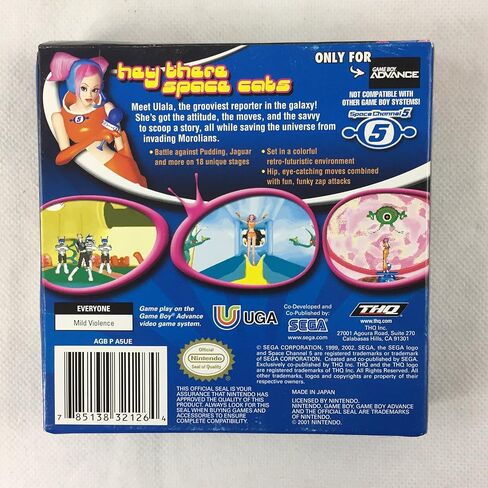 hey there
space cats
ONLY FOR
GAME BOY
ADVANCE
NOT COMPATIBLE WITH
OTHER GAME BOY SYSTEMS!
Space Channel 5
5
Meet Ulala, the grooviest reporter in the galaxy!
She's got the attitude, the moves, and the savvy
to scoop a story, all while saving the universe from
invading Morolians.
• Battle against Pudding, Jaguar
and more on 18 unique stages
• Set in a colorful
retro-futuristic environment
• Hip, eye-catching moves combined
with fun, funky zap attacks
EVERYONE
Mild Violence
AGB P A5UE
Game play on the
Game Boy® Advance
video game system.
UGA
Co-Developed and
Co-Published by:
SEGA
www.sega.com
THQ
www.thq.com
THQ Inc.
27001 Agoura Road, Suite 270
Calabasas Hills, CA 91301
© SEGA CORPORATION, 1999, 2002. SEGA, the SEGA logo
and Space Channel 5 are registered trademarks or trademark
of SEGA CORPORATION. Created and co-published by SEGA.
Exclusively co-published by THQ Inc. THQ and the THQ logo
are registered trademarks of THQ Inc. All Rights Reserved. All
other trademarks, logos and copyrights are property of their
respective owners.
Official
Nintendo
Seal of Quality
THIS OFFICIAL SEAL IS YOUR
ASSURANCE THAT NINTENDO HAS
APPROVED THE QUALITY OF THIS
PRODUCT. ALWAYS LOOK FOR THIS
SEAL WHEN BUYING GAMES AND
ACCESSORIES TO ENSURE
COMPLETE COMPATIBILITY.
MADE IN JAPAN
LICENSED BY NINTENDO.
NINTENDO, GAME BOY, GAME BOY ADVANCE
AND THE OFFICIAL SEAL ARE TRADEMARKS
OF NINTENDO.
© 2001 NINTENDO.
7 85138 32126 4